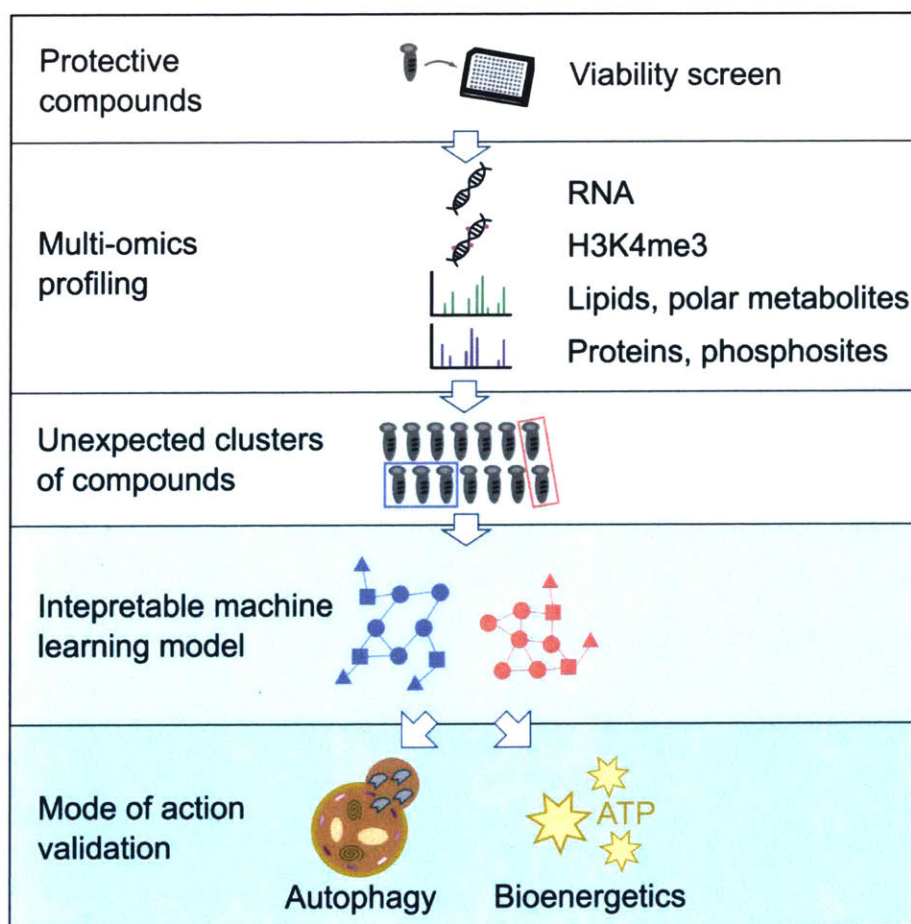 Protective
compounds
Viability screen
Multi-omics
profiling
RNA
H3K4me3
Lipids, polar metabolites
Proteins, phosphosites
Unexpected clusters
of compounds
Intepretable machine
learning model
Mode of action
validation
ATP
Autophagy
Bioenergetics